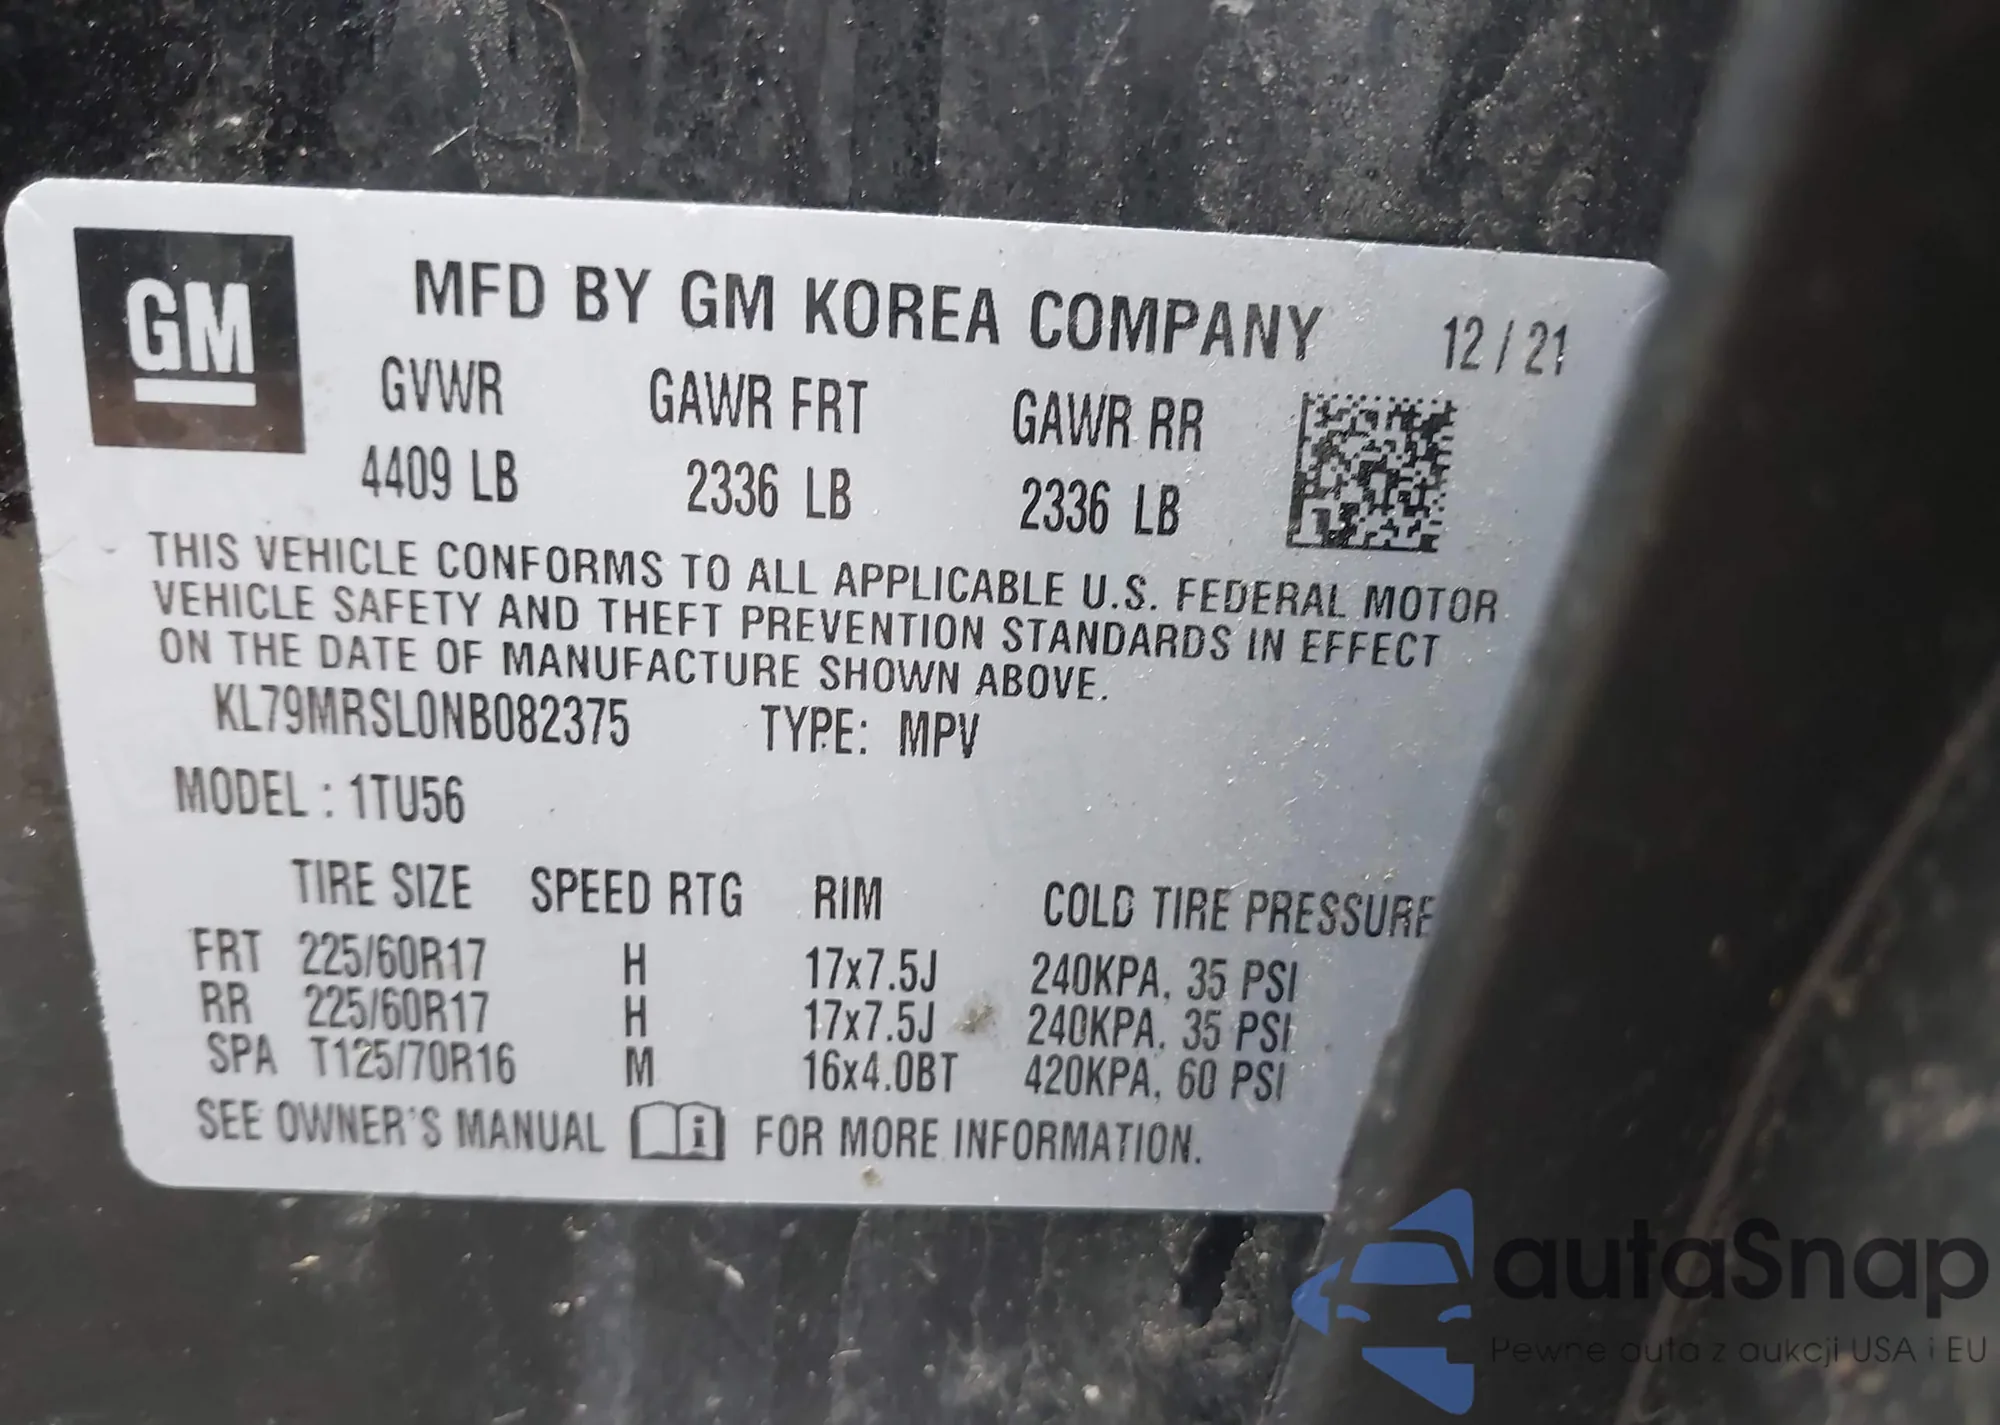 GM
MFD BY GM KOREA COMPANY 12 / 21
GVWR GAWR FRT GAWR RR
4409 LB 2336 LB 2336 LB
THIS VEHICLE CONFORMS TO ALL APPLICABLE U.S. FEDERAL MOTOR
VEHICLE SAFETY AND THEFT PREVENTION STANDARDS IN EFFECT
ON THE DATE OF MANUFACTURE SHOWN ABOVE.
KL79MRSL0NB082375 TYPE: MPV
MODEL : 1TU56
TIRE SIZE SPEED RTG RIM COLD TIRE PRESSURE
FRT 225/60R17 H 17x7.5J 240KPA, 35 PSI
RR 225/60R17 H 17x7.5J 240KPA, 35 PSI
SPA T125/70R16 M 16x4.0BT 420KPA, 60 PSI
SEE OWNER'S MANUAL i FOR MORE INFORMATION.
autaSnap
Pewne auta z aukcji USA i EU